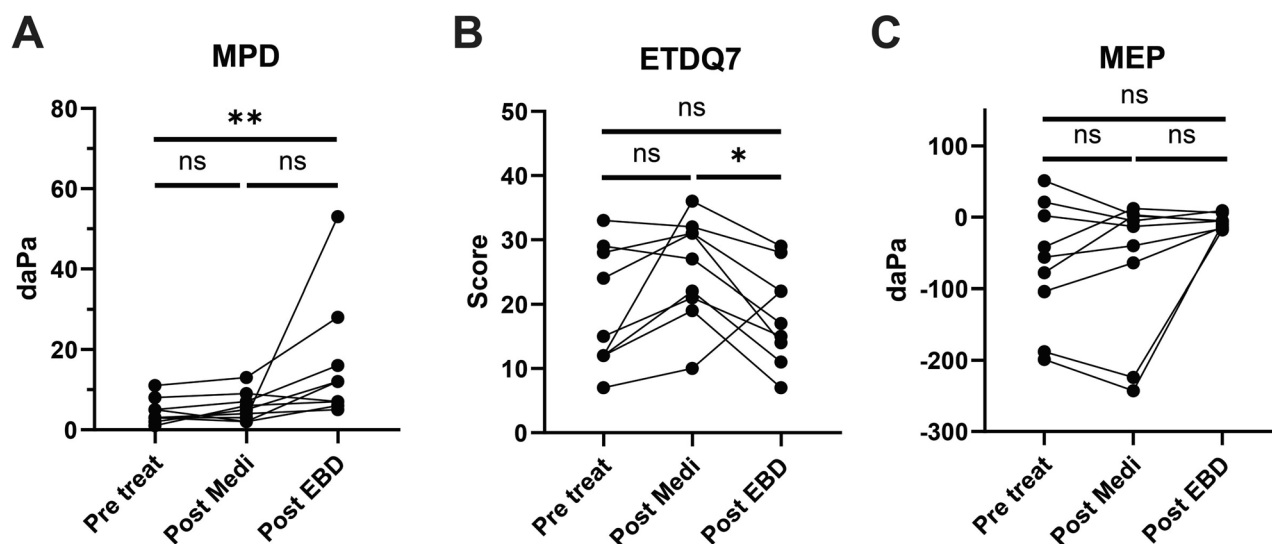 A
MPD
daPa
80
60
40
20
0
**
ns
ns
Pre treat
Post Medi
Post EBD
B
ETDQ7
Score
50
40
30
20
10
0
ns
ns
*
Pre treat
Post Medi
Post EBD
C
MEP
daPa
100
0
-100
-200
-300
ns
ns
ns
Pre treat
Post Medi
Post EBD